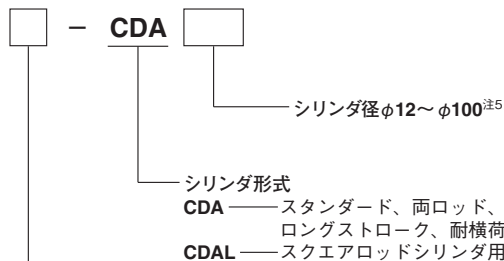 − CDA
シリンダ径φ12〜φ100注5
シリンダ形式
CDA スタンダード、両ロッド、
ロングストローク、耐横荷
CDAL スクエアロッドシリンダ用